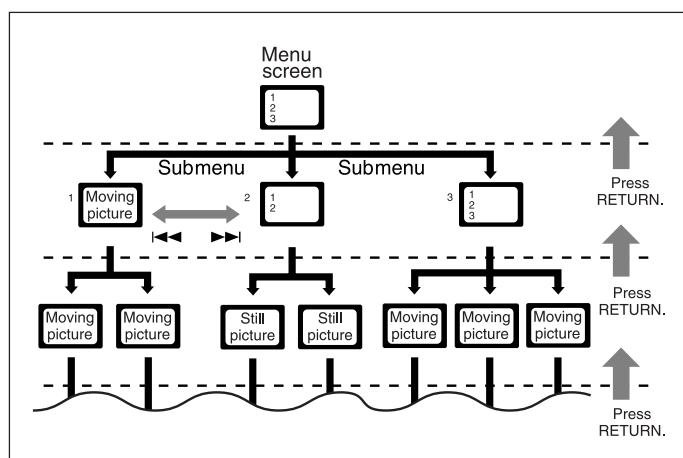 Menu
screen
1
2
3
Submenu
Submenu
1
Moving
picture
2
1
2
3
1
2
3
Press
RETURN.
Moving
picture
Moving
picture
Still
picture
Still
picture
Moving
picture
Moving
picture
Moving
picture
Press
RETURN.
Press
RETURN.